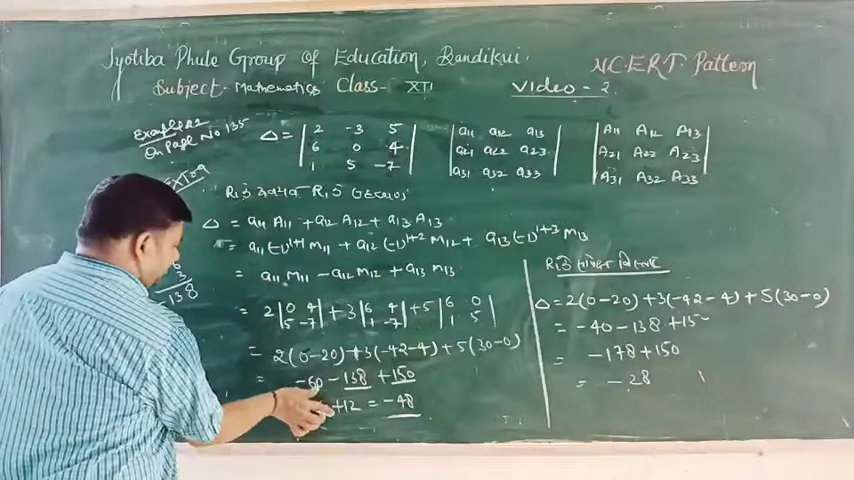 Jyotiba Phule Group of Education, Bandikui.
N.C.E.R.T. Pattern
Subject- Mathematics Class- XII
Video - 2
On Page No 135
Δ = | 2 -3 5 |
| 6 0 4 |
| 1 5 -7 |
| a11 a12 a13 |
| a21 a22 a23 |
| a31 a32 a33 |
| A11 A12 A13 |
| A21 A22 A23 |
| A31 A32 A33 |
Δ = a11 A11 + a12 A12 + a13 A13
= a11 (-1)1+1 M11 + a12 (-1)1+2 M12 + a13 (-1)1+3 M13
= a11 M11 - a12 M12 + a13 M13
= 2 | 0 4 | + 3 | 6 4 | + 5 | 6 0 |
| 5 -7 | | 1 -7 | | 1 5 |
= 2(0-20)+3(-42-4)+5(30-0)
= -60 -138 +150
+12 = -48
3
-138
Δ = 2(0-20) +3(-42-4) + 5(30-0)
= -40 -138 +15
= -178 +150
= -28